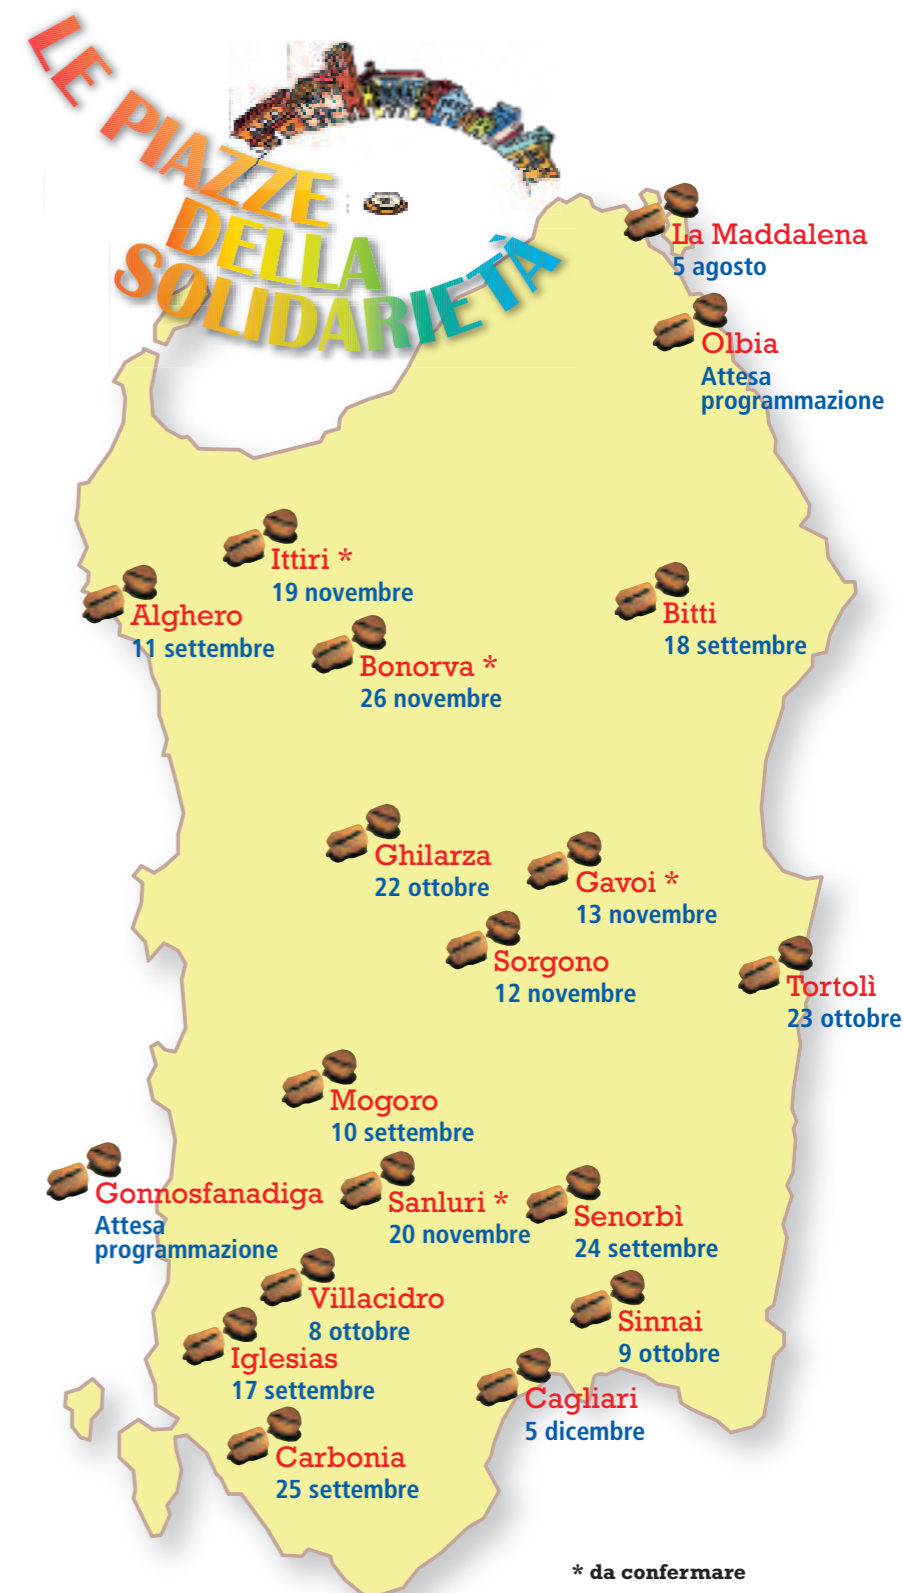 LE PIAZZE
DELLA
SOLIDARIETÀ
La Maddalena
5 agosto
Olbia
Attesa
programmazione
Ittiri *
19 novembre
Alghero
11 settembre
Bitti
18 settembre
Bonorva *
26 novembre
Ghilarza
22 ottobre
Gavoi *
13 novembre
Sorgono
12 novembre
Tortolì
23 ottobre
Mogoro
10 settembre
Gonnosfanadiga
Attesa
programmazione
Sanluri *
20 novembre
Senorbì
24 settembre
Villacidro
8 ottobre
Sinnai
9 ottobre
Iglesias
17 settembre
Cagliari
5 dicembre
Carbonia
25 settembre
* da confermare